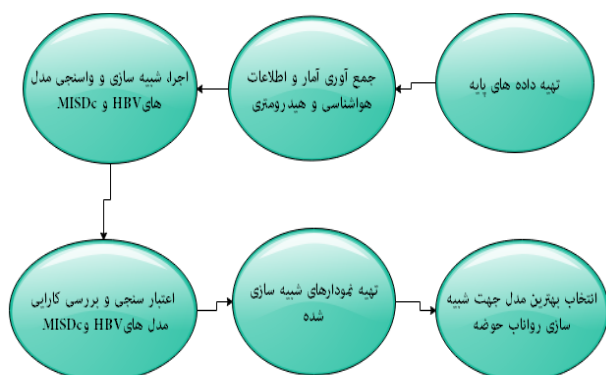 تهیه داده های پایه
جمع آوری آمار و اطلاعات
هواشناسی و هیدرومتری
اجرا، شبیه سازی و واسنجی مدل
های HBV و MISDc
اعتبار سنجی و بررسی کارایی
مدل های HBV و MISDc
تهیه نمودارهای شبیه سازی
شده
انتخاب بهترین مدل جهت شبیه
سازی رواناب حوضه